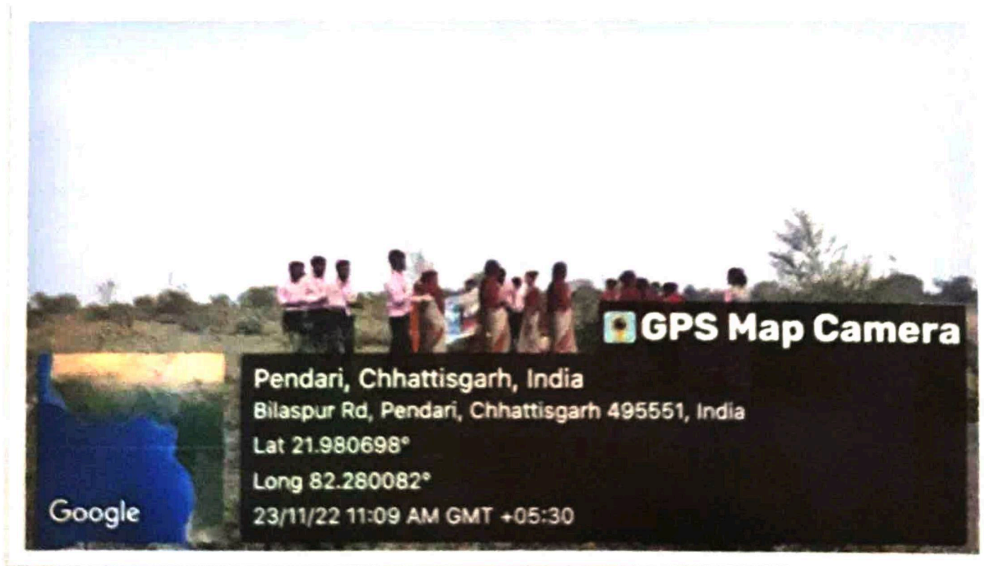 GPS Map Camera
Pendari, Chhattisgarh, India
Bilaspur Rd, Pendari, Chhattisgarh 495551, India
Lat 21.980698°
Long 82.280082°
23/11/22 11:09 AM GMT +05:30
Google